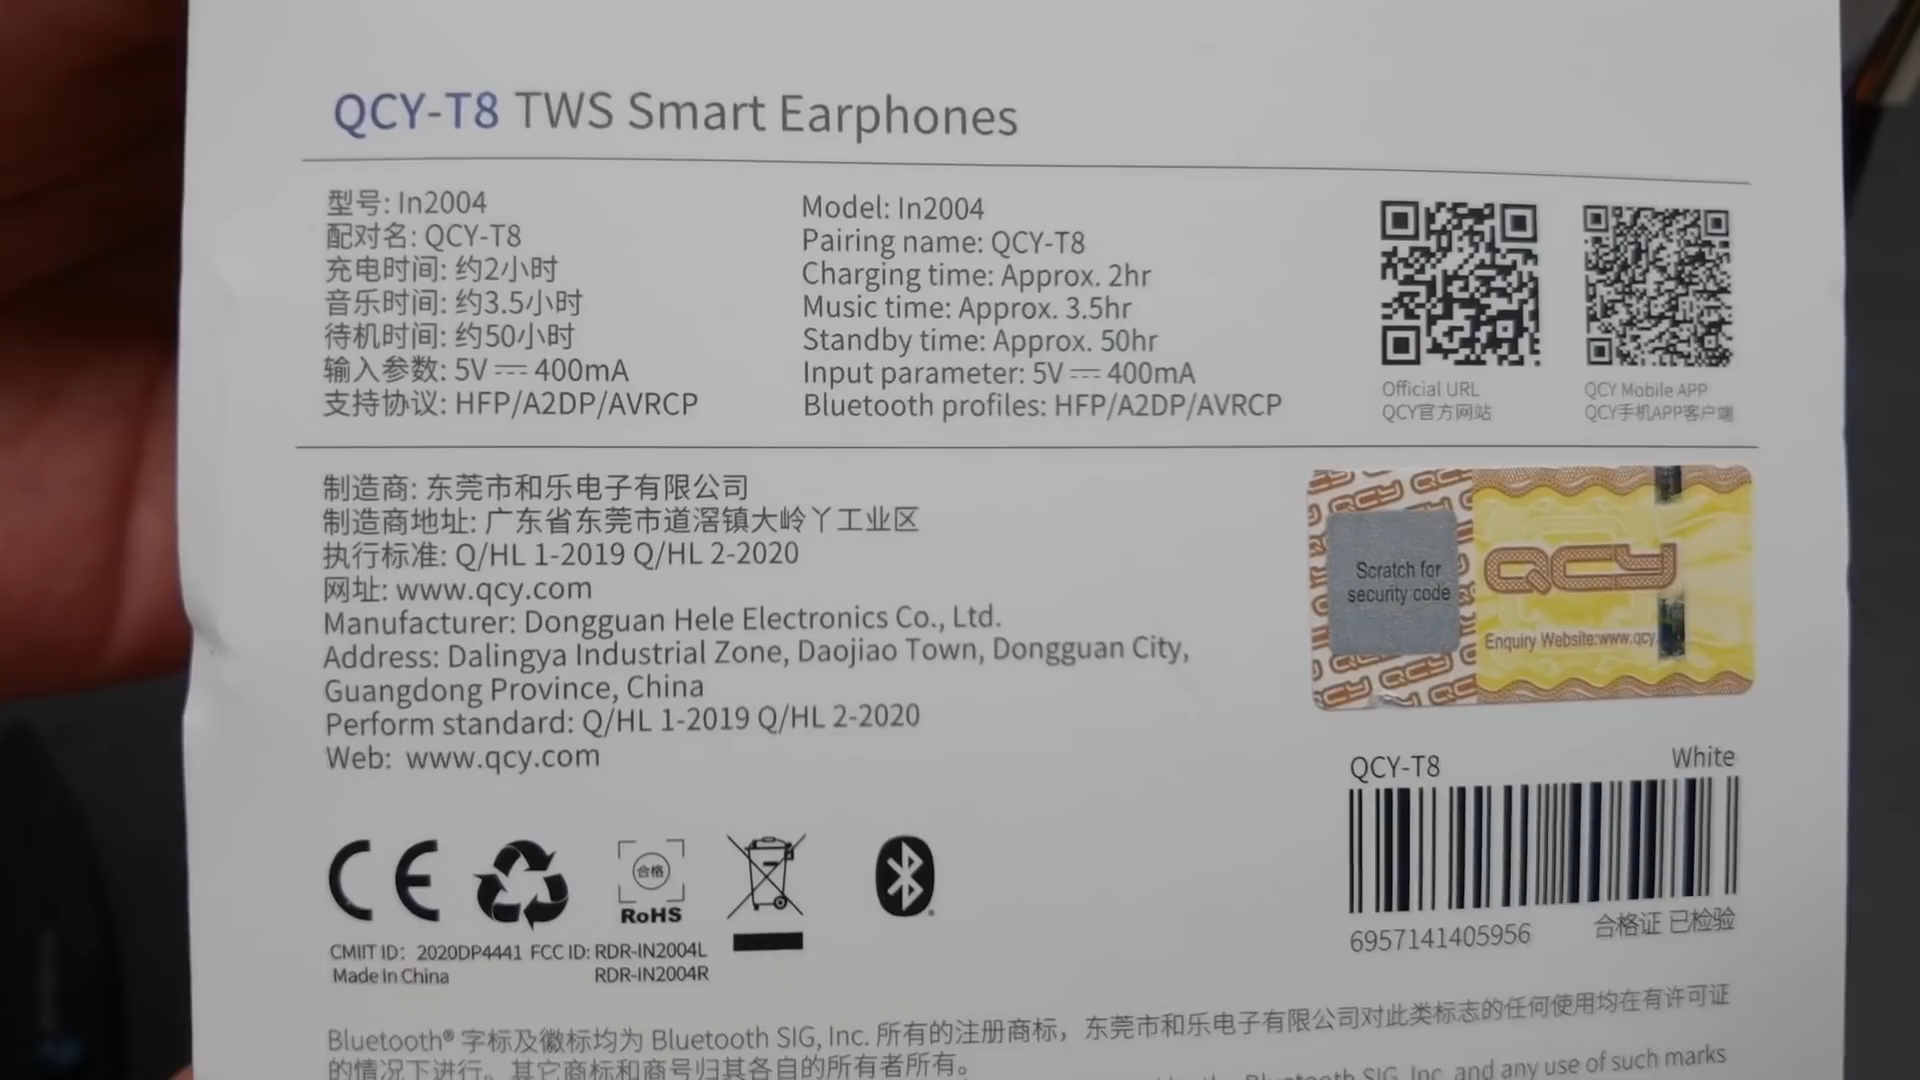 QCY-T8 TWS Smart Earphones
型号: In2004
配对名: QCY-T8
充电时间: 约2小时
音乐时间: 约3.5小时
待机时间: 约50小时
输入参数: 5V ⎓ 400mA
支持协议: HFP/A2DP/AVRCP
Model: In2004
Pairing name: QCY-T8
Charging time: Approx. 2hr
Music time: Approx. 3.5hr
Standby time: Approx. 50hr
Input parameter: 5V ⎓ 400mA
Bluetooth profiles: HFP/A2DP/AVRCP
Official URL
QCY官方网站
QCY Mobile APP
QCY手机APP客户端
制造商: 东莞市和乐电子有限公司
制造商地址: 广东省东莞市道滘镇大岭丫工业区
执行标准: Q/HL 1-2019 Q/HL 2-2020
网址: www.qcy.com
Manufacturer: Dongguan Hele Electronics Co., Ltd.
Address: Dalingya Industrial Zone, Daojiao Town, Dongguan City,
Guangdong Province, China
Perform standard: Q/HL 1-2019 Q/HL 2-2020
Web: www.qcy.com
Scratch for
security code
QCY
Enquiry Website:www.qcy.
QCY-T8 White
6957141405956 合格证 已检验
CE
合格
RoHS
CMIIT ID: 2020DP4441 FCC ID: RDR-IN2004L
Made In China RDR-IN2004R
Bluetooth® 字标及徽标均为 Bluetooth SIG, Inc. 所有的注册商标，东莞市和乐电子有限公司对此类标志的任何使用均在有许可证
的情况下进行。其它商标和商号归其各自的所有者所有。
Bluetooth SIG, Inc. and any use of such marks